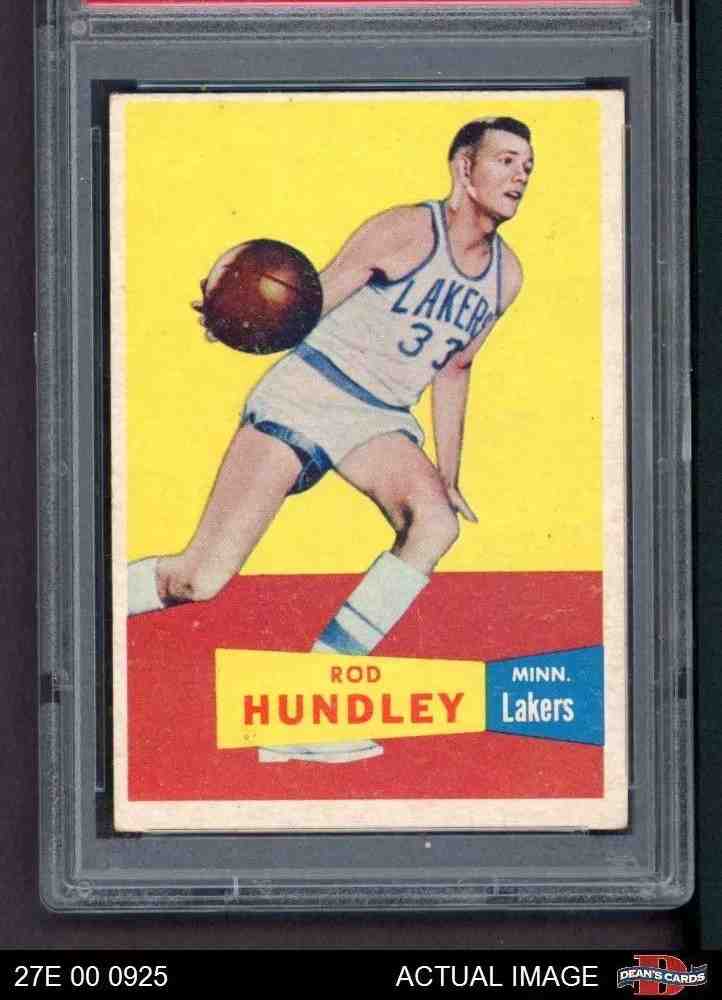 LAKERS
33
ROD
HUNDLEY
MINN.
Lakers
27E 00 0925
ACTUAL IMAGE
D
DEAN'S CARDS